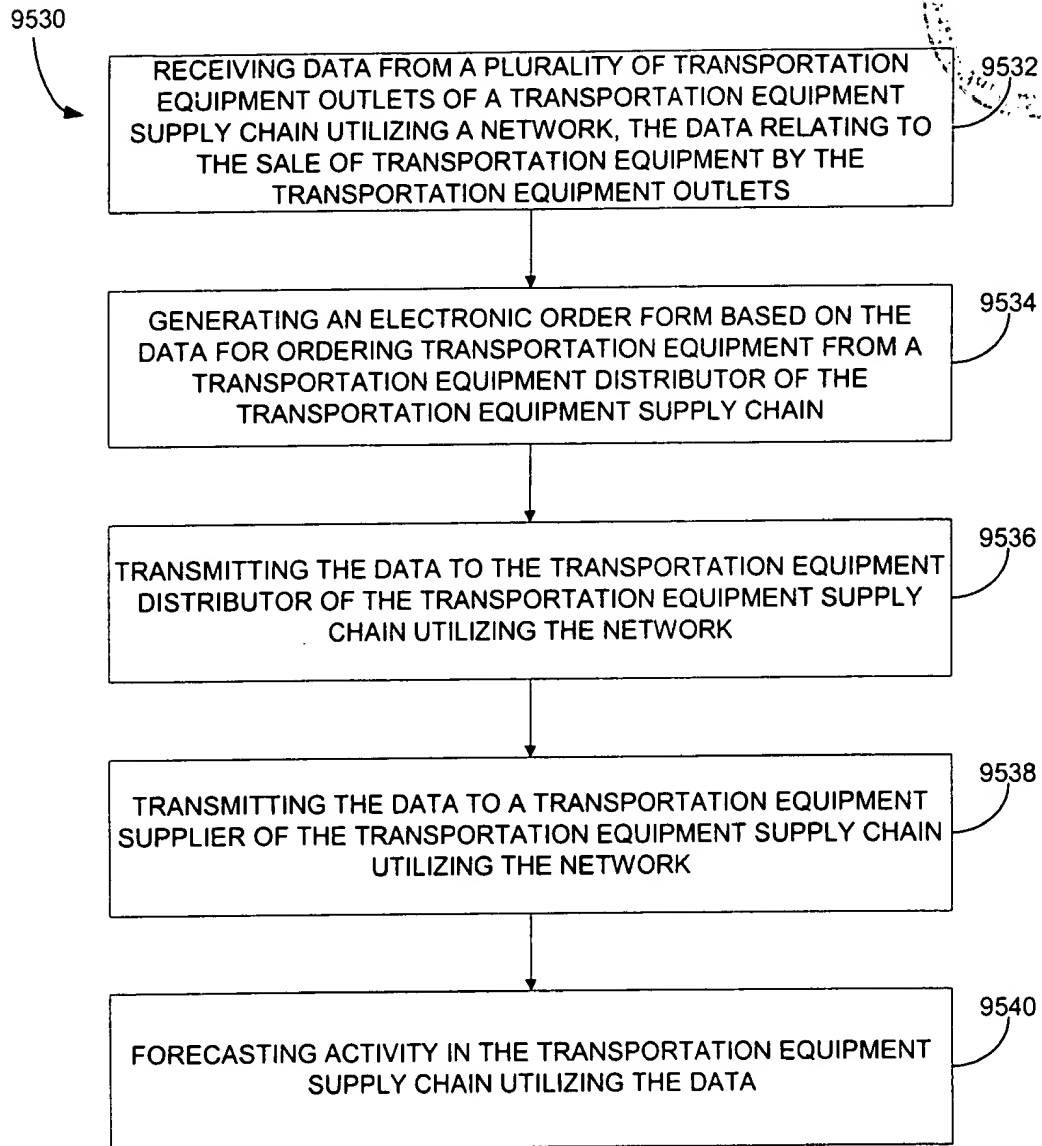 9530
RECEIVING DATA FROM A PLURALITY OF TRANSPORTATION
EQUIPMENT OUTLETS OF A TRANSPORTATION EQUIPMENT
SUPPLY CHAIN UTILIZING A NETWORK, THE DATA RELATING TO
THE SALE OF TRANSPORTATION EQUIPMENT BY THE
TRANSPORTATION EQUIPMENT OUTLETS
9532
GENERATING AN ELECTRONIC ORDER FORM BASED ON THE
DATA FOR ORDERING TRANSPORTATION EQUIPMENT FROM A
TRANSPORTATION EQUIPMENT DISTRIBUTOR OF THE
TRANSPORTATION EQUIPMENT SUPPLY CHAIN
9534
TRANSMITTING THE DATA TO THE TRANSPORTATION EQUIPMENT
DISTRIBUTOR OF THE TRANSPORTATION EQUIPMENT SUPPLY
CHAIN UTILIZING THE NETWORK
9536
TRANSMITTING THE DATA TO A TRANSPORTATION EQUIPMENT
SUPPLIER OF THE TRANSPORTATION EQUIPMENT SUPPLY CHAIN
UTILIZING THE NETWORK
9538
FORECASTING ACTIVITY IN THE TRANSPORTATION EQUIPMENT
SUPPLY CHAIN UTILIZING THE DATA
9540